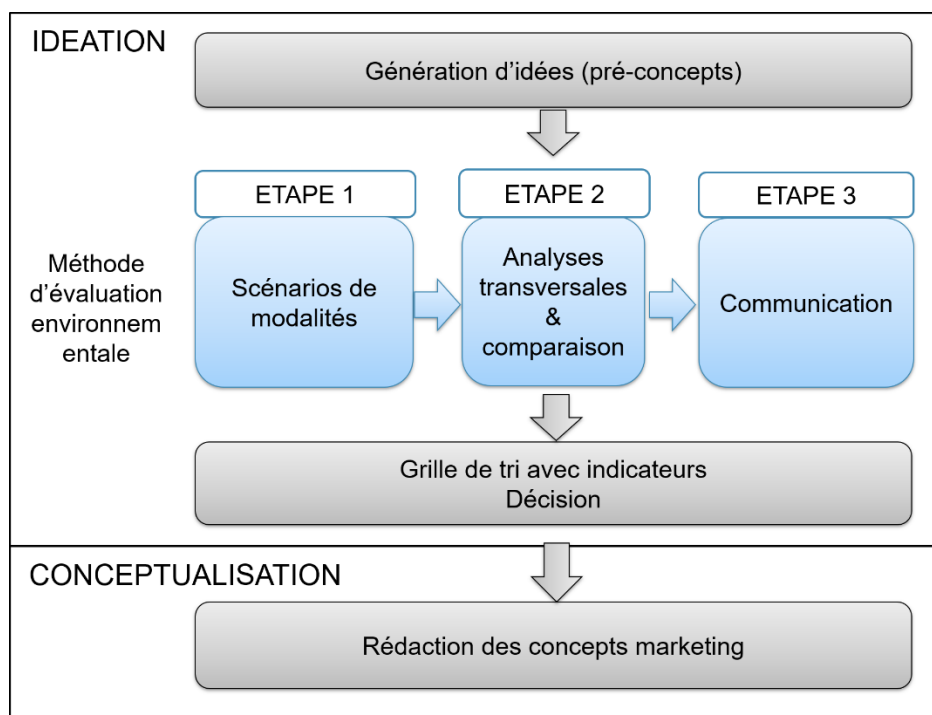 IDEATION
Génération d'idées (pré-concepts)
ETAPE 1
ETAPE 2
ETAPE 3
Méthode
d'évaluation
environnem
entale
Scénarios de
modalités
Analyses
transversales
&
comparaison
Communication
Grille de tri avec indicateurs
Décision
CONCEPTUALISATION
Rédaction des concepts marketing